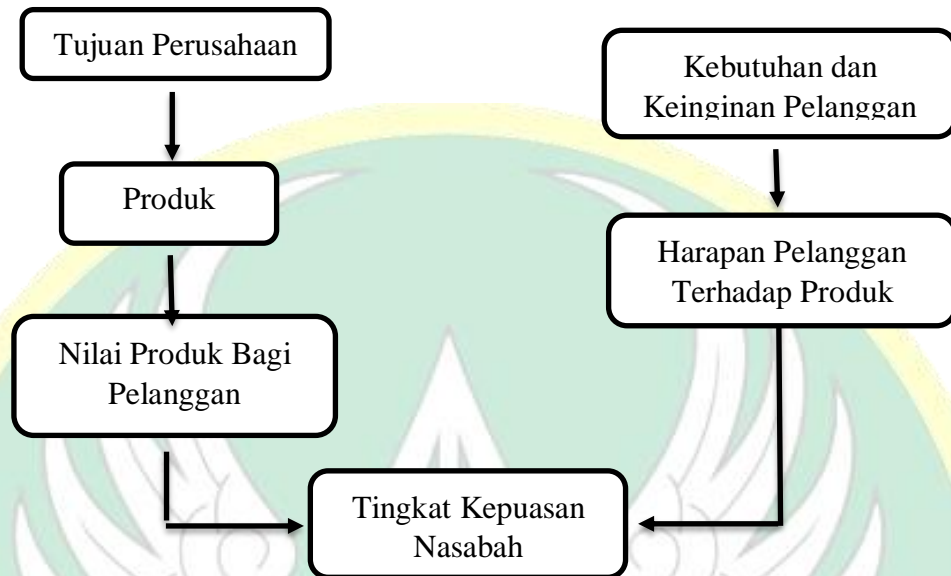 Tujuan Perusahaan
Kebutuhan dan
Keinginan Pelanggan
Produk
Harapan Pelanggan
Terhadap Produk
Nilai Produk Bagi
Pelanggan
Tingkat Kepuasan
Nasabah